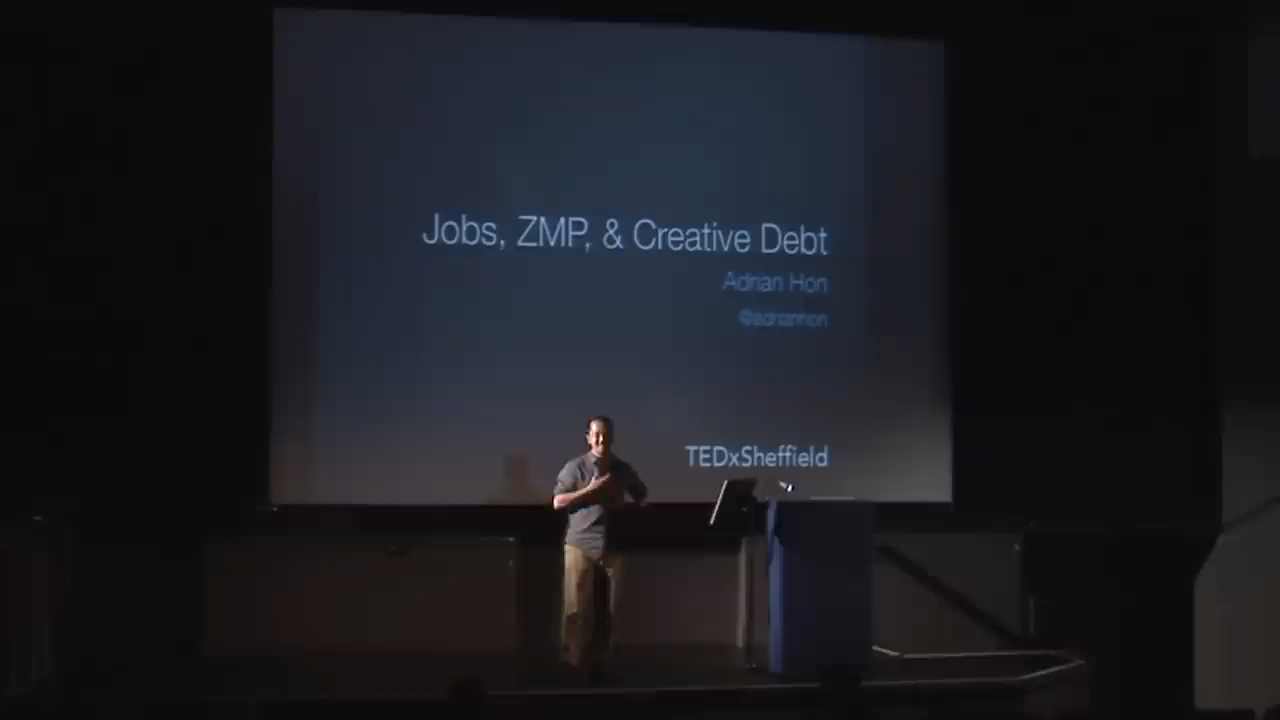 Jobs, ZMP, & Creative Debt
Adrian Hon
@adrianhon
TEDxSheffield